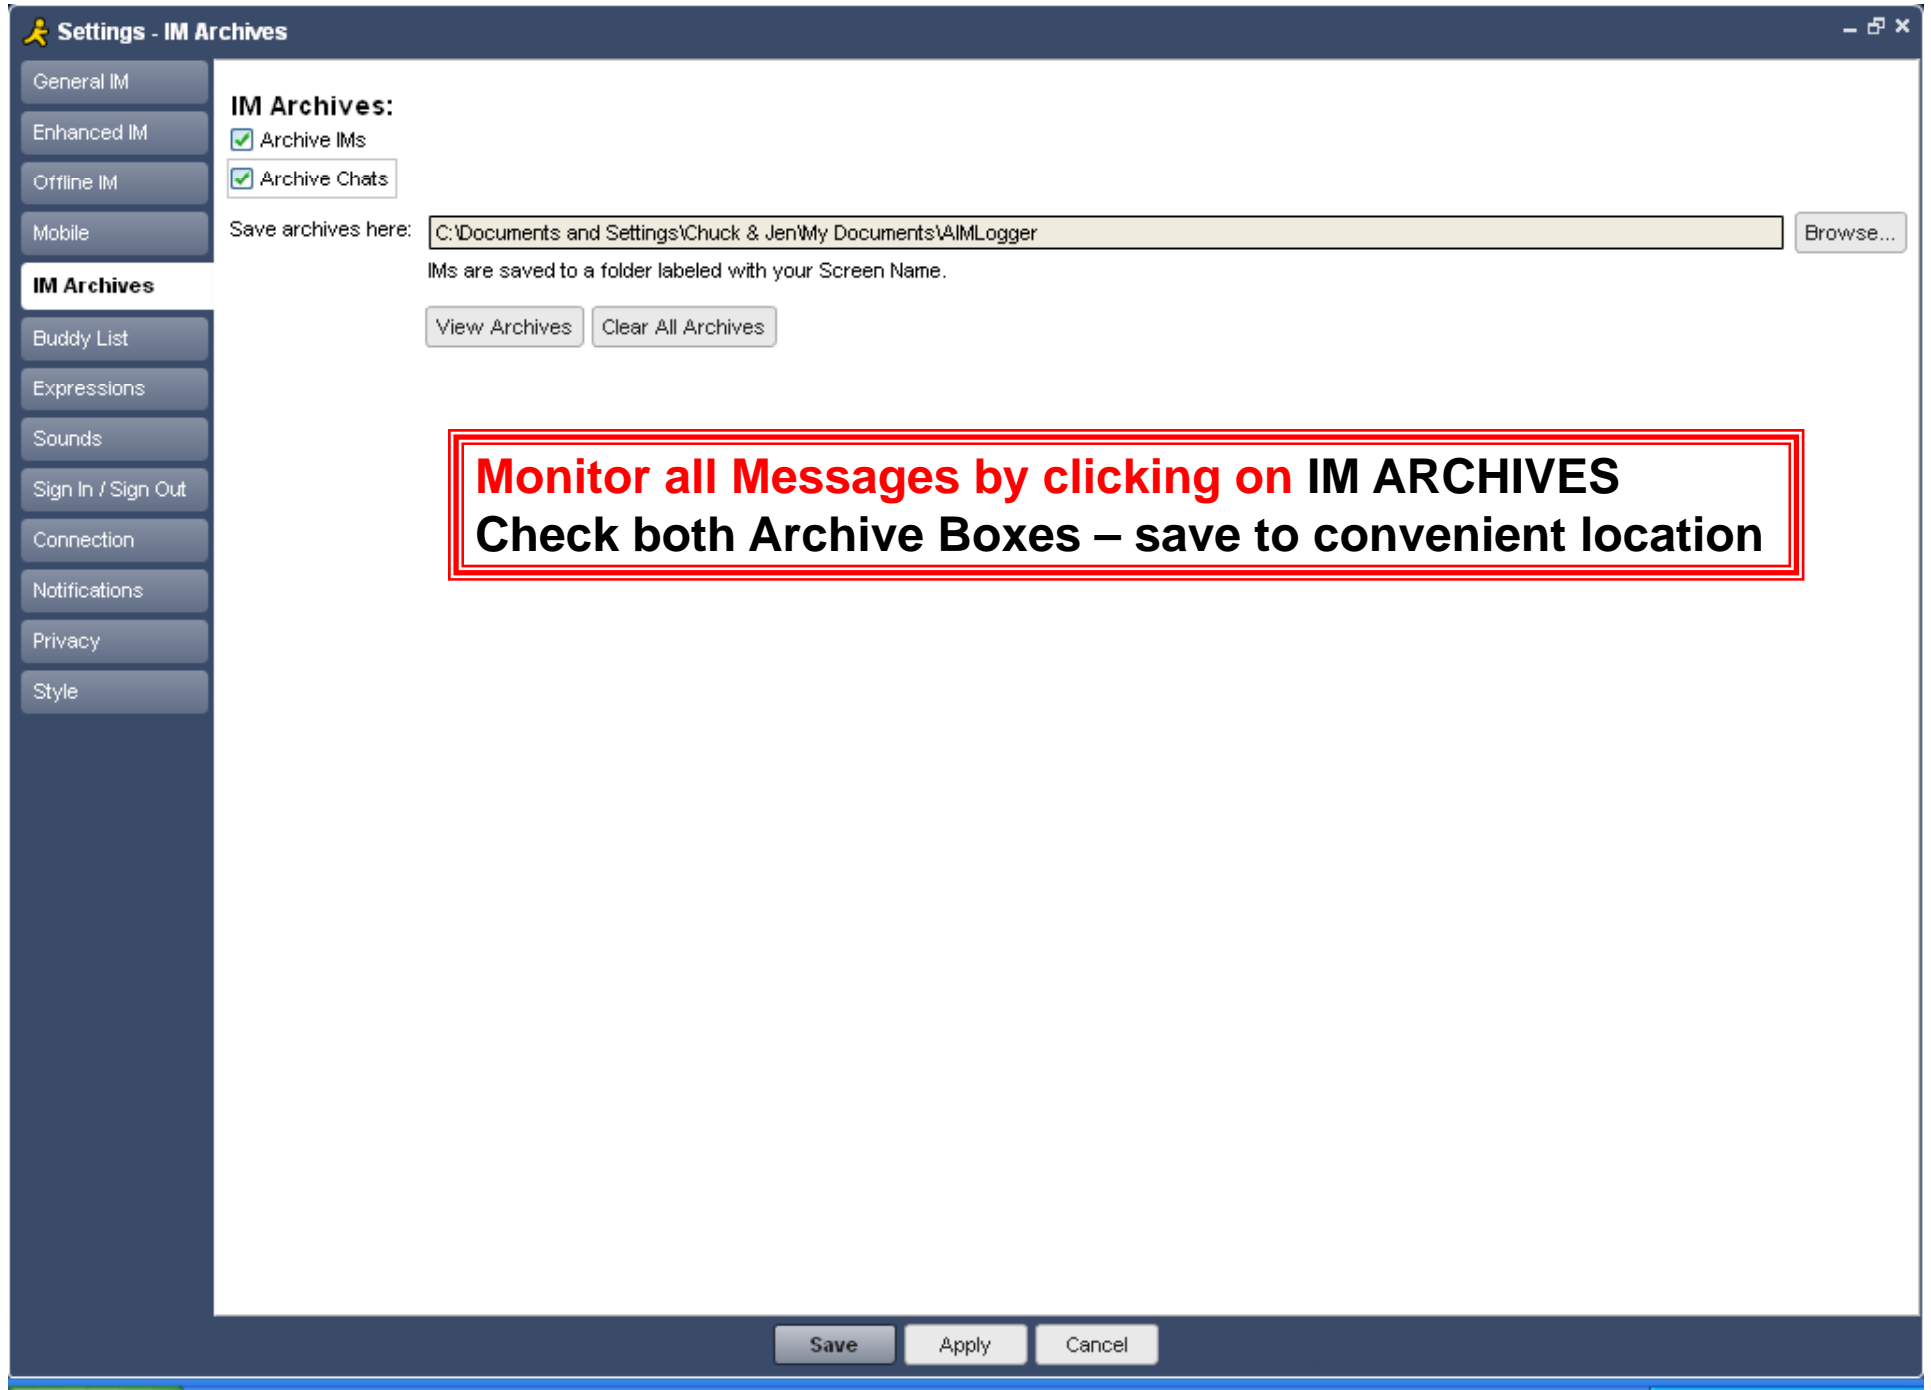 Settings - IM Archives
General IM
Enhanced IM
Offline IM
Mobile
IM Archives
Buddy List
Expressions
Sounds
Sign In / Sign Out
Connection
Notifications
Privacy
Style
IM Archives:
Archive IMs
Archive Chats
Save archives here: C:\Documents and Settings\Chuck & Jen\My Documents\AIMLogger Browse...
IMs are saved to a folder labeled with your Screen Name.
View Archives Clear All Archives
Monitor all Messages by clicking on IM ARCHIVES
Check both Archive Boxes – save to convenient location
Save Apply Cancel